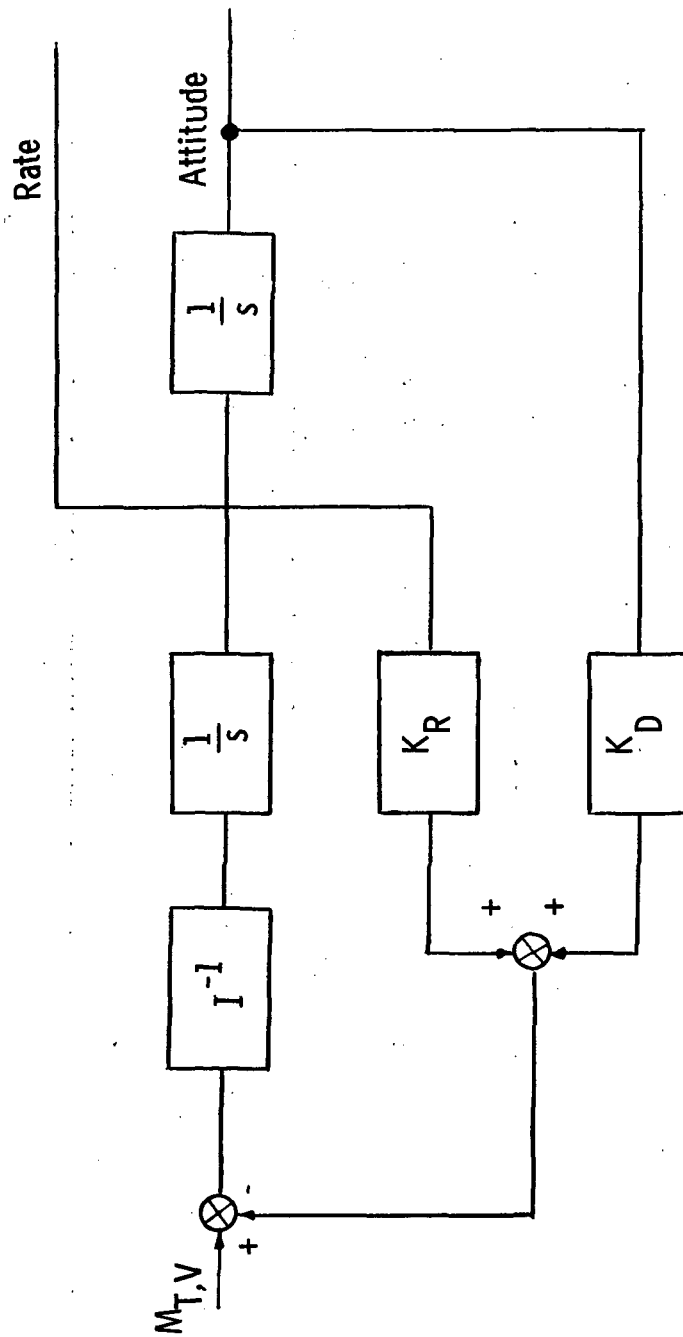 Rate
Attitude
M_T,V
+
-
I^-1
1/s
1/s
K_R
K_D
+
+